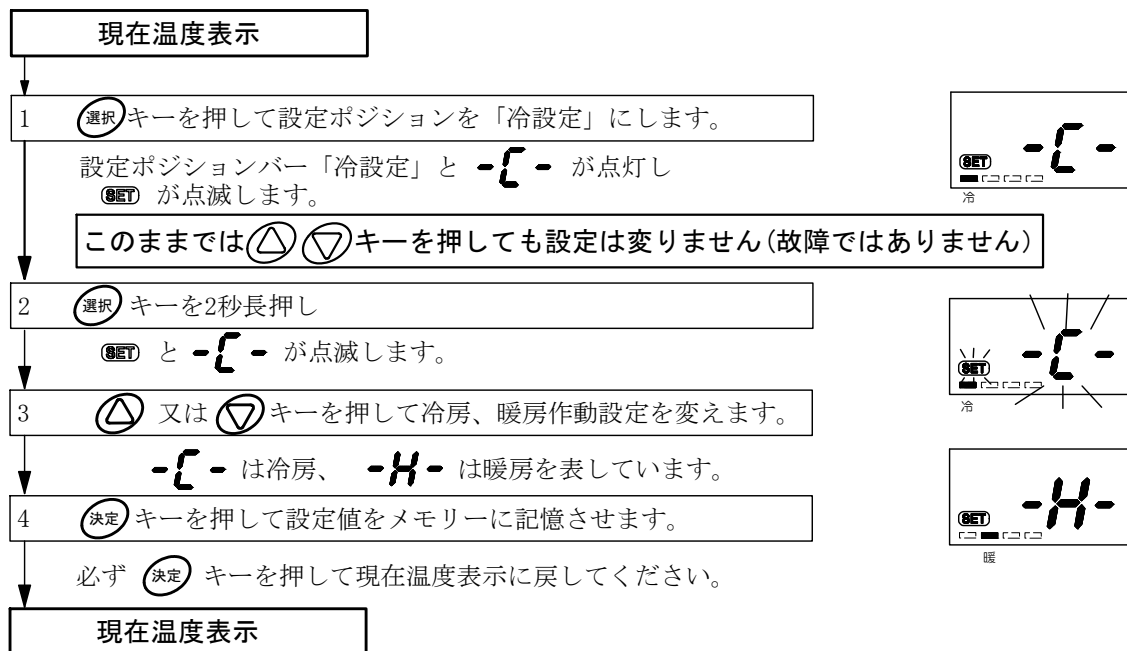 現在温度表示
1 選択キーを押して設定ポジションを「冷設定」にします。
設定ポジションバー「冷設定」と -C- が点灯し
SET が点滅します。
このままでは△▽キーを押しても設定は変りません(故障ではありません)
2 選択キーを2秒長押し
SET と -C- が点滅します。
3 △ 又は ▽キーを押して冷房、暖房作動設定を変えます。
-C- は冷房、 -H- は暖房を表しています。
4 決定キーを押して設定値をメモリーに記憶させます。
必ず 決定 キーを押して現在温度表示に戻してください。
現在温度表示
SET -C-
冷
SET -C-
冷
SET -H-
暖